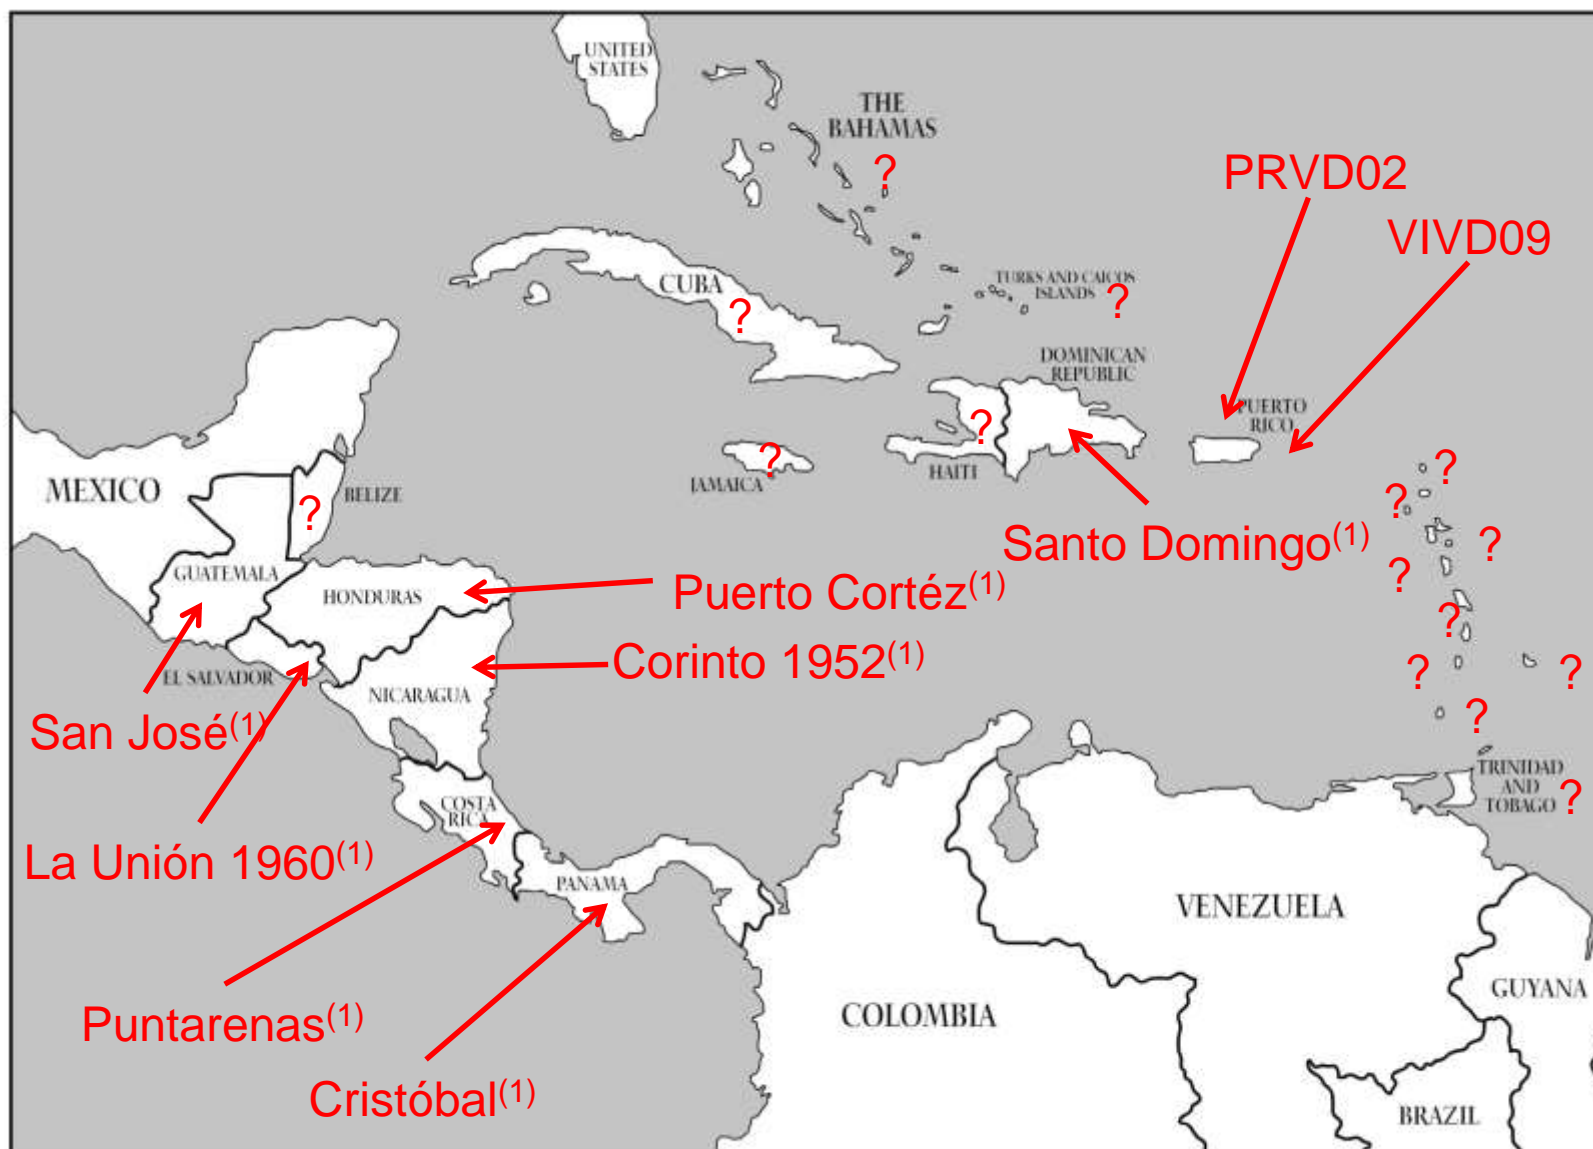 UNITED
STATES
THE
BAHAMAS
?
PRVD02
VIVD09
CUBA
?
TURKS AND CAICOS
ISLANDS
?
DOMINICAN
REPUBLIC
PUERTO
RICO
?
HAITI
JAMAICA
?
MEXICO
BELIZE
?
Santo Domingo(1)
?
?
?
?
?
?
?
?
GUATEMALA
HONDURAS
Puerto Cortéz(1)
Corinto 1952(1)
EL SALVADOR
NICARAGUA
San José(1)
La Unión 1960(1)
COSTA
RICA
PANAMA
Puntarenas(1)
Cristóbal(1)
TRINIDAD
AND
TOBAGO
?
VENEZUELA
COLOMBIA
GUYANA
BRAZIL